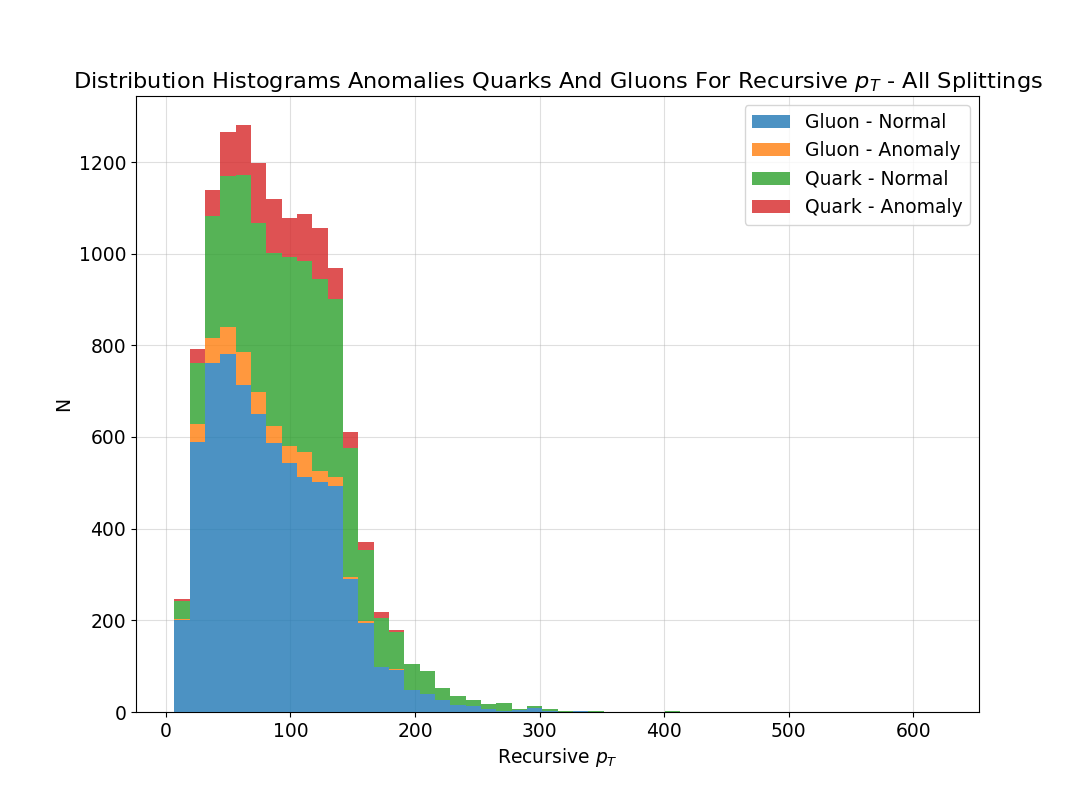 Distribution Histograms Anomalies Quarks And Gluons For Recursive p_T - All Splittings
Gluon - Normal
Gluon - Anomaly
Quark - Normal
Quark - Anomaly
N
1200
1000
800
600
400
200
0
0 100 200 300 400 500 600
Recursive p_T